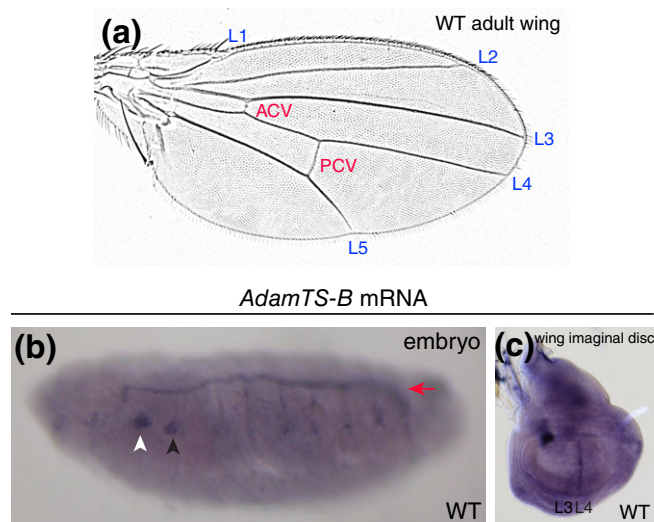 (a)
WT adult wing
L1
L2
ACV
L3
PCV
L4
L5
AdamTS-B mRNA
(b)
embryo
WT
(c)
wing imaginal disc
L3 L4
WT